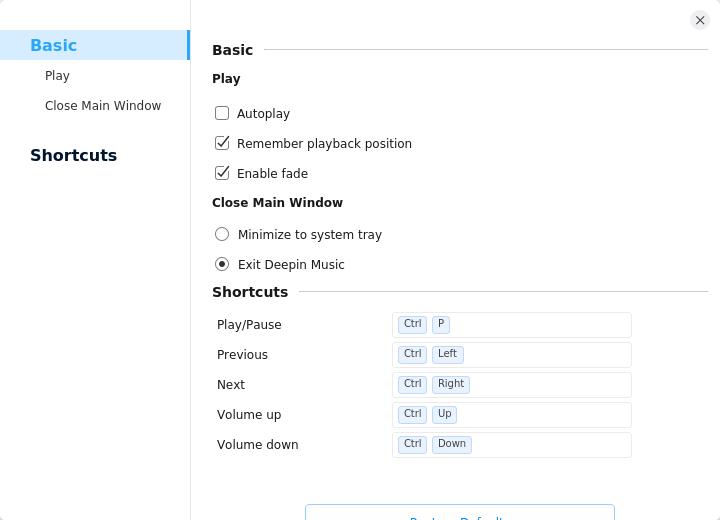 Basic
Play
Close Main Window
Shortcuts
Basic
Play
Autoplay
Remember playback position
Enable fade
Close Main Window
Minimize to system tray
Exit Deepin Music
Shortcuts
Play/Pause Ctrl P
Previous Ctrl Left
Next Ctrl Right
Volume up Ctrl Up
Volume down Ctrl Down